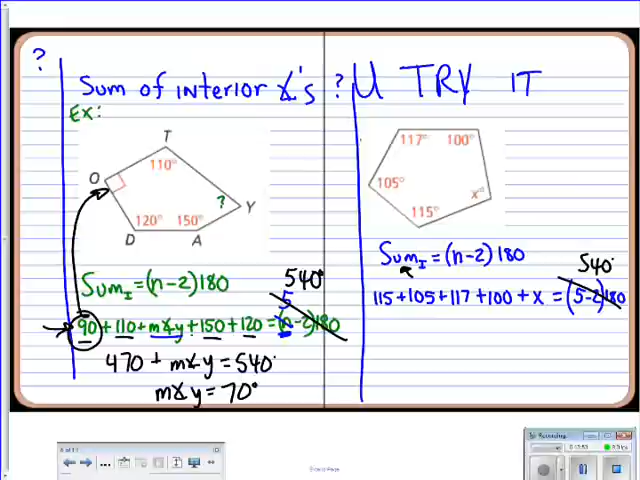 ?
Sum of interior ∡'s ?
Ex:
T
110°
O
?
Y
120° 150°
D A
Sum_I = (n-2)180
540°
5
90 + 110 + m∡y + 150 + 120 = (n-2)180
470 + m∡y = 540°
m∡y = 70°
U TRY IT
117° 100°
105°
x°
115°
Sum_I = (n-2)180
540°
115 + 105 + 117 + 100 + x = (5-2)180
Recording...